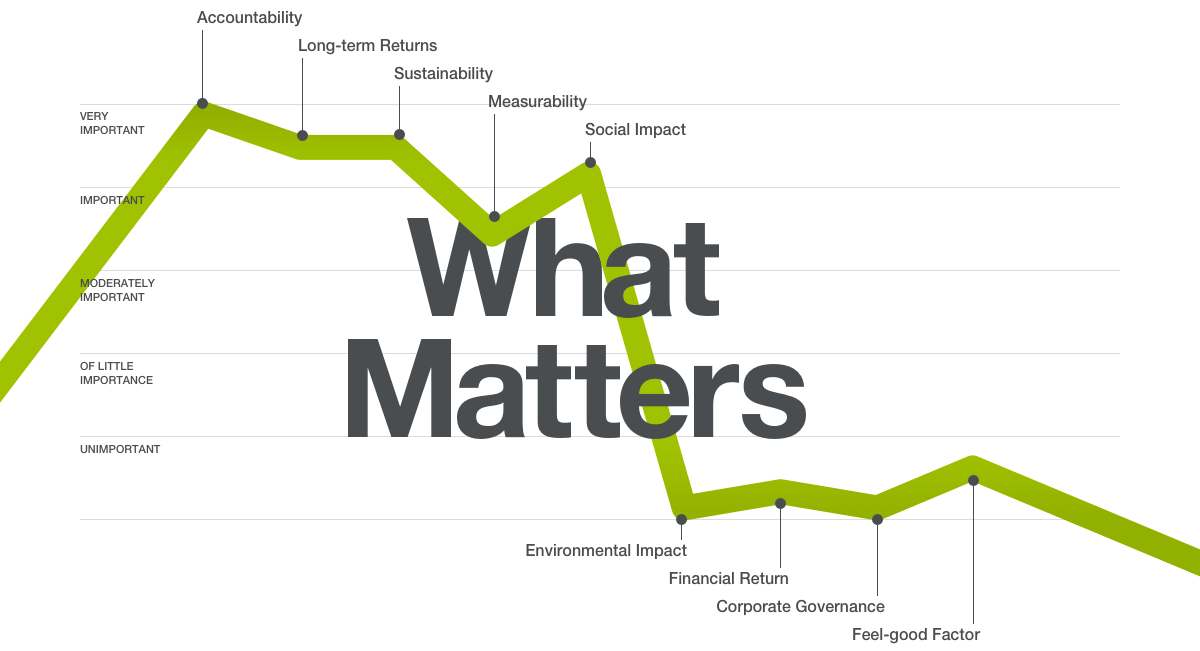 Accountability
Long-term Returns
Sustainability
Measurability
Social Impact
VERY
IMPORTANT
IMPORTANT
MODERATELY
IMPORTANT
OF LITTLE
IMPORTANCE
UNIMPORTANT
What
Matters
Environmental Impact
Financial Return
Corporate Governance
Feel-good Factor